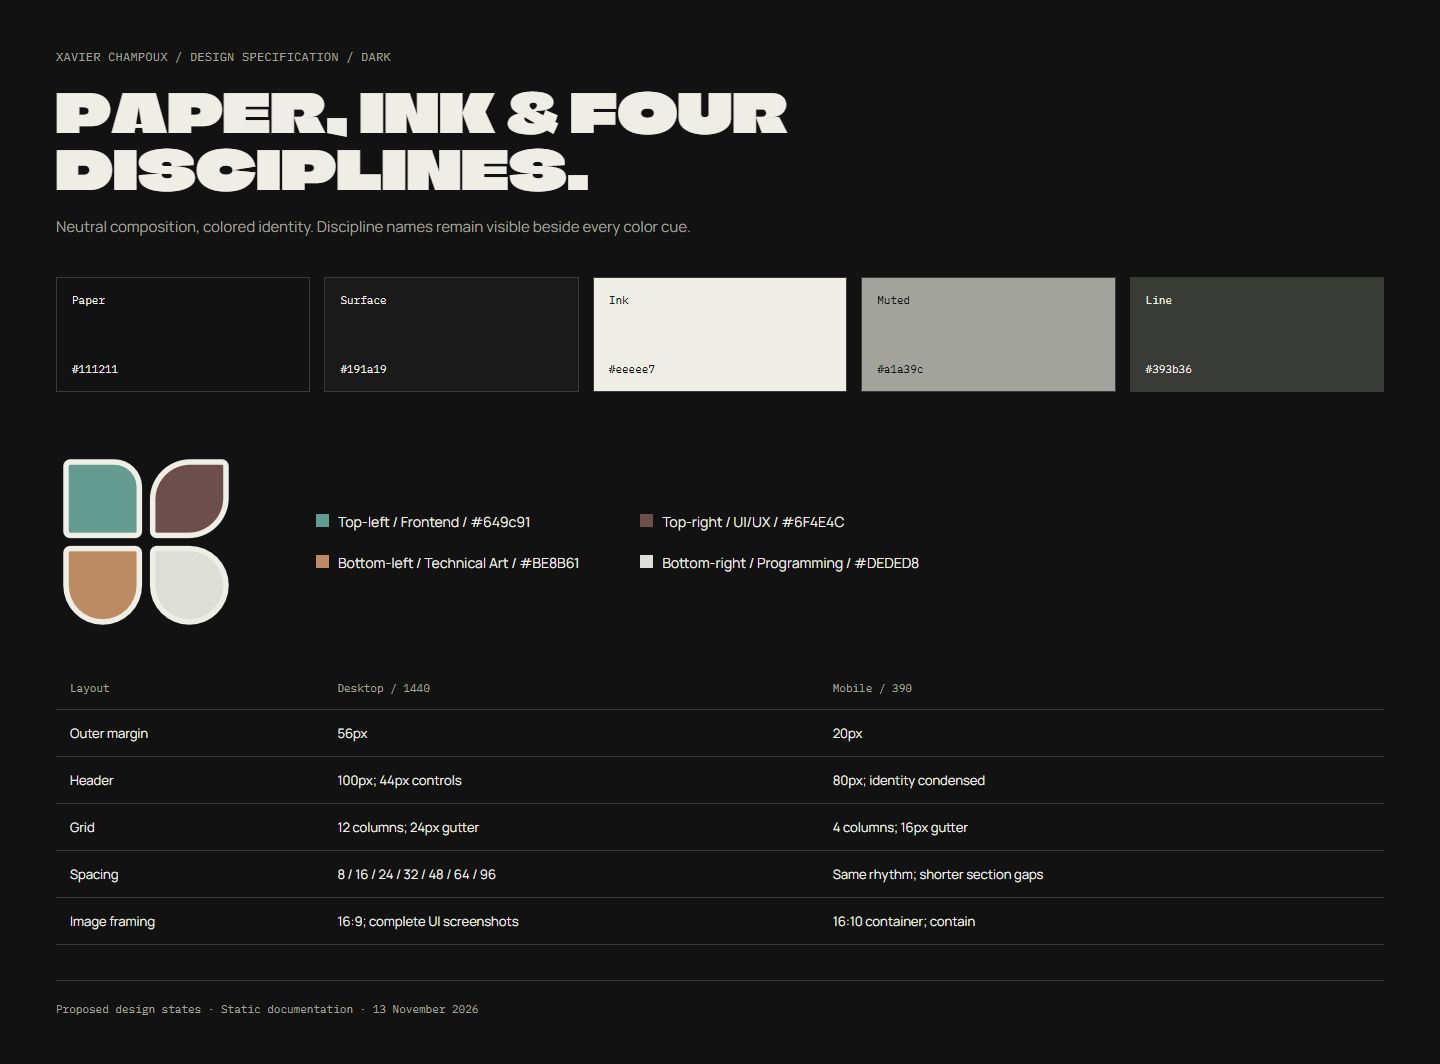 XAVIER CHAMPOUX / DESIGN SPECIFICATION / DARK
PAPER, INK & FOUR
DISCIPLINES.
Neutral composition, colored identity. Discipline names remain visible beside every color cue.
Paper
#111211
Surface
#191a19
Ink
#eeeee7
Muted
#a1a39c
Line
#393b36
Top-left / Frontend / #649c91
Top-right / UI/UX / #6F4E4C
Bottom-left / Technical Art / #BE8B61
Bottom-right / Programming / #DEDED8
Layout Desktop / 1440 Mobile / 390
Outer margin 56px 20px
Header 100px; 44px controls 80px; identity condensed
Grid 12 columns; 24px gutter 4 columns; 16px gutter
Spacing 8 / 16 / 24 / 32 / 48 / 64 / 96 Same rhythm; shorter section gaps
Image framing 16:9; complete UI screenshots 16:10 container; contain
Proposed design states · Static documentation · 13 November 2026